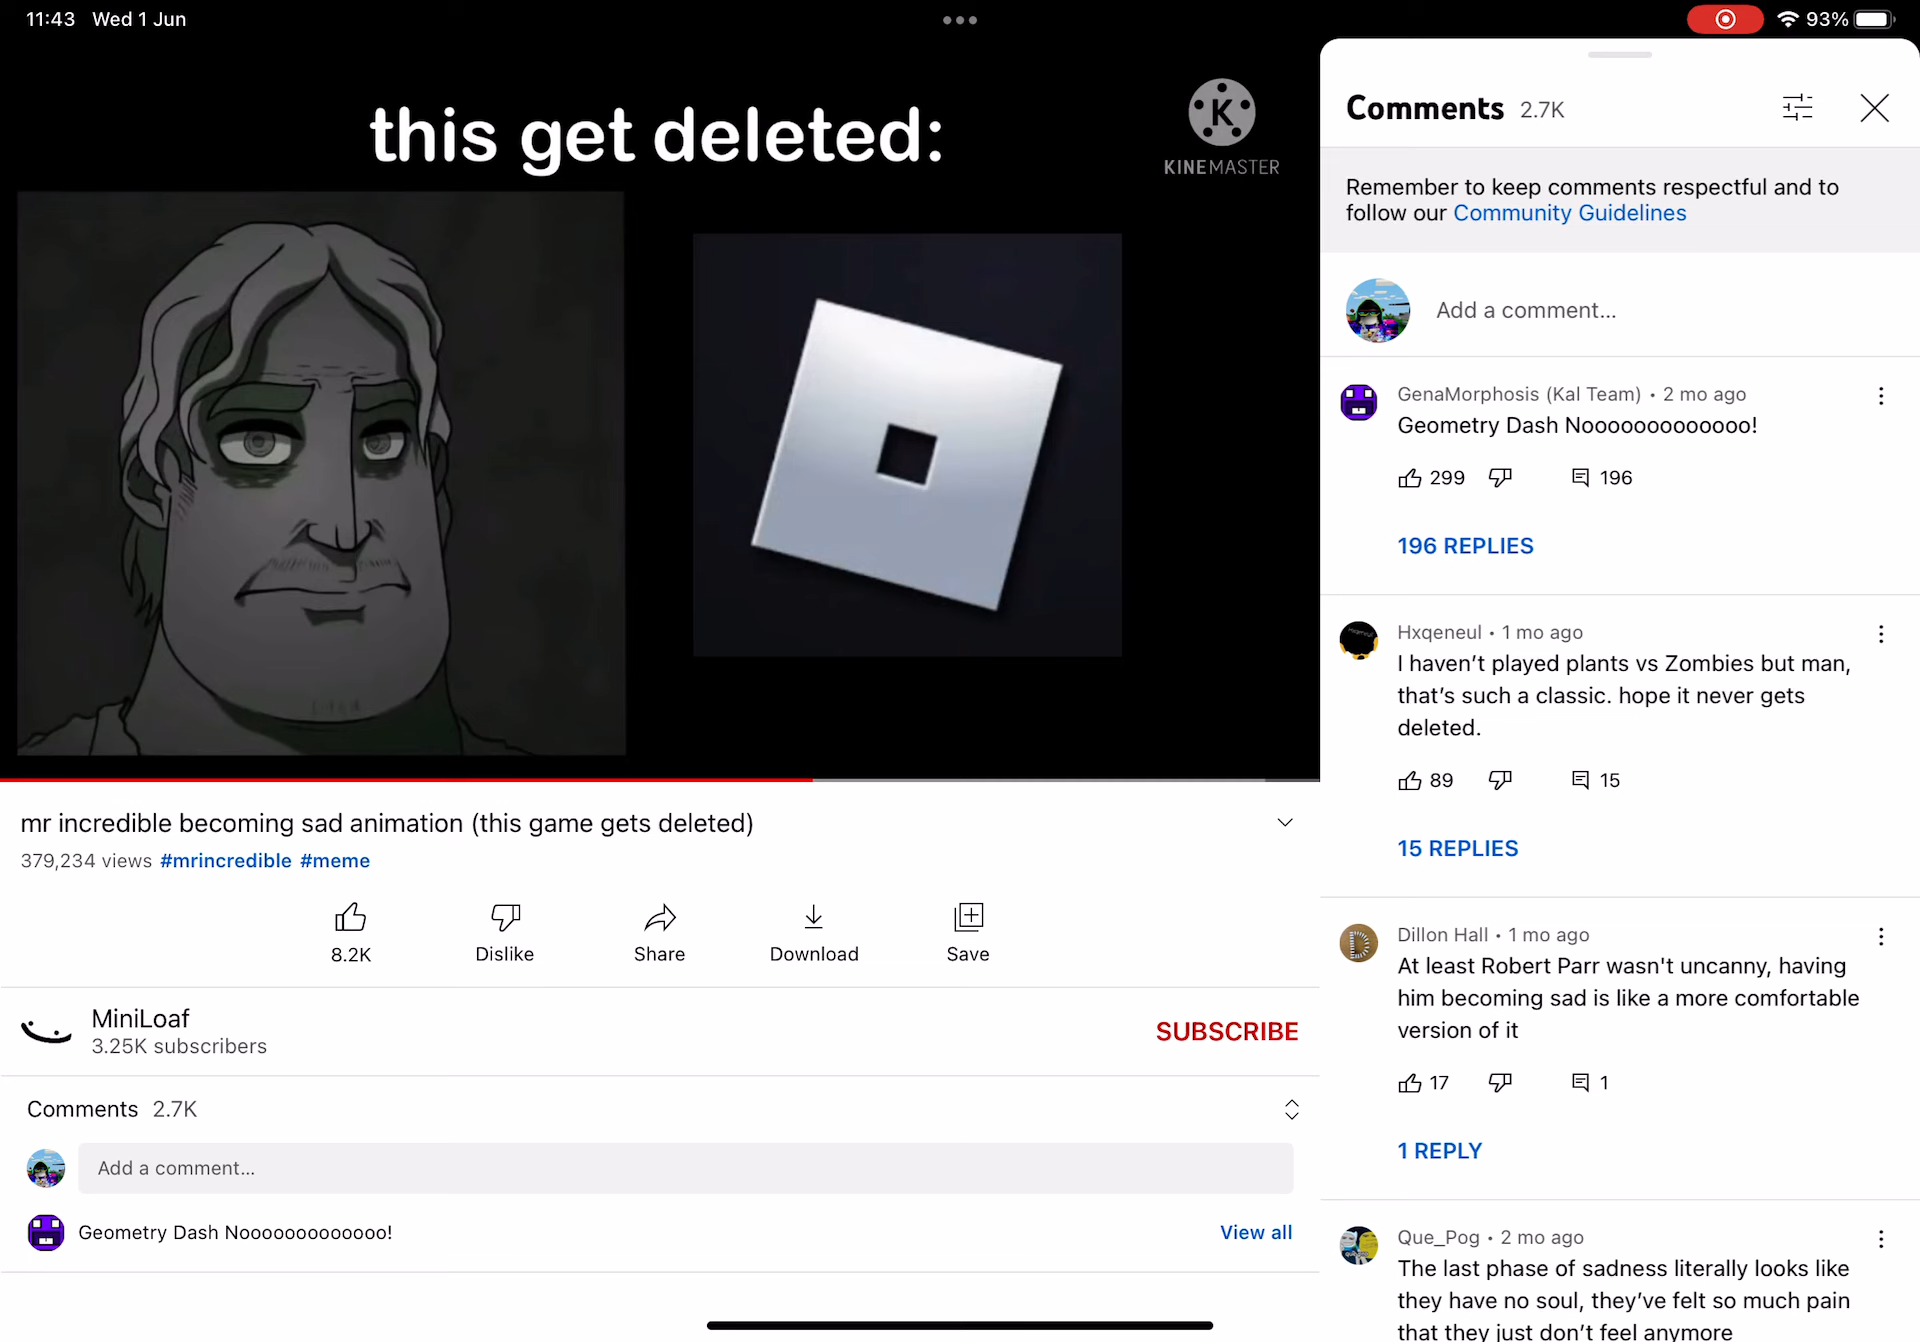 11:43 Wed 1 Jun
93%
this get deleted:
K
KINEMASTER
mr incredible becoming sad animation (this game gets deleted)
379,234 views #mrincredible #meme
8.2K
Dislike
Share
Download
Save
MiniLoaf
3.25K subscribers
SUBSCRIBE
Comments 2.7K
Add a comment...
Geometry Dash Nooooooooooooo!
View all
Comments 2.7K
Remember to keep comments respectful and to
follow our Community Guidelines
Add a comment...
GenaMorphosis (Kal Team) • 2 mo ago
Geometry Dash Nooooooooooooo!
299
196
196 REPLIES
Hxqeneul • 1 mo ago
I haven’t played plants vs Zombies but man,
that’s such a classic. hope it never gets
deleted.
89
15
15 REPLIES
D
Dillon Hall • 1 mo ago
At least Robert Parr wasn't uncanny, having
him becoming sad is like a more comfortable
version of it
17
1
1 REPLY
Que_Pog • 2 mo ago
The last phase of sadness literally looks like
they have no soul, they’ve felt so much pain
that they just don’t feel anymore